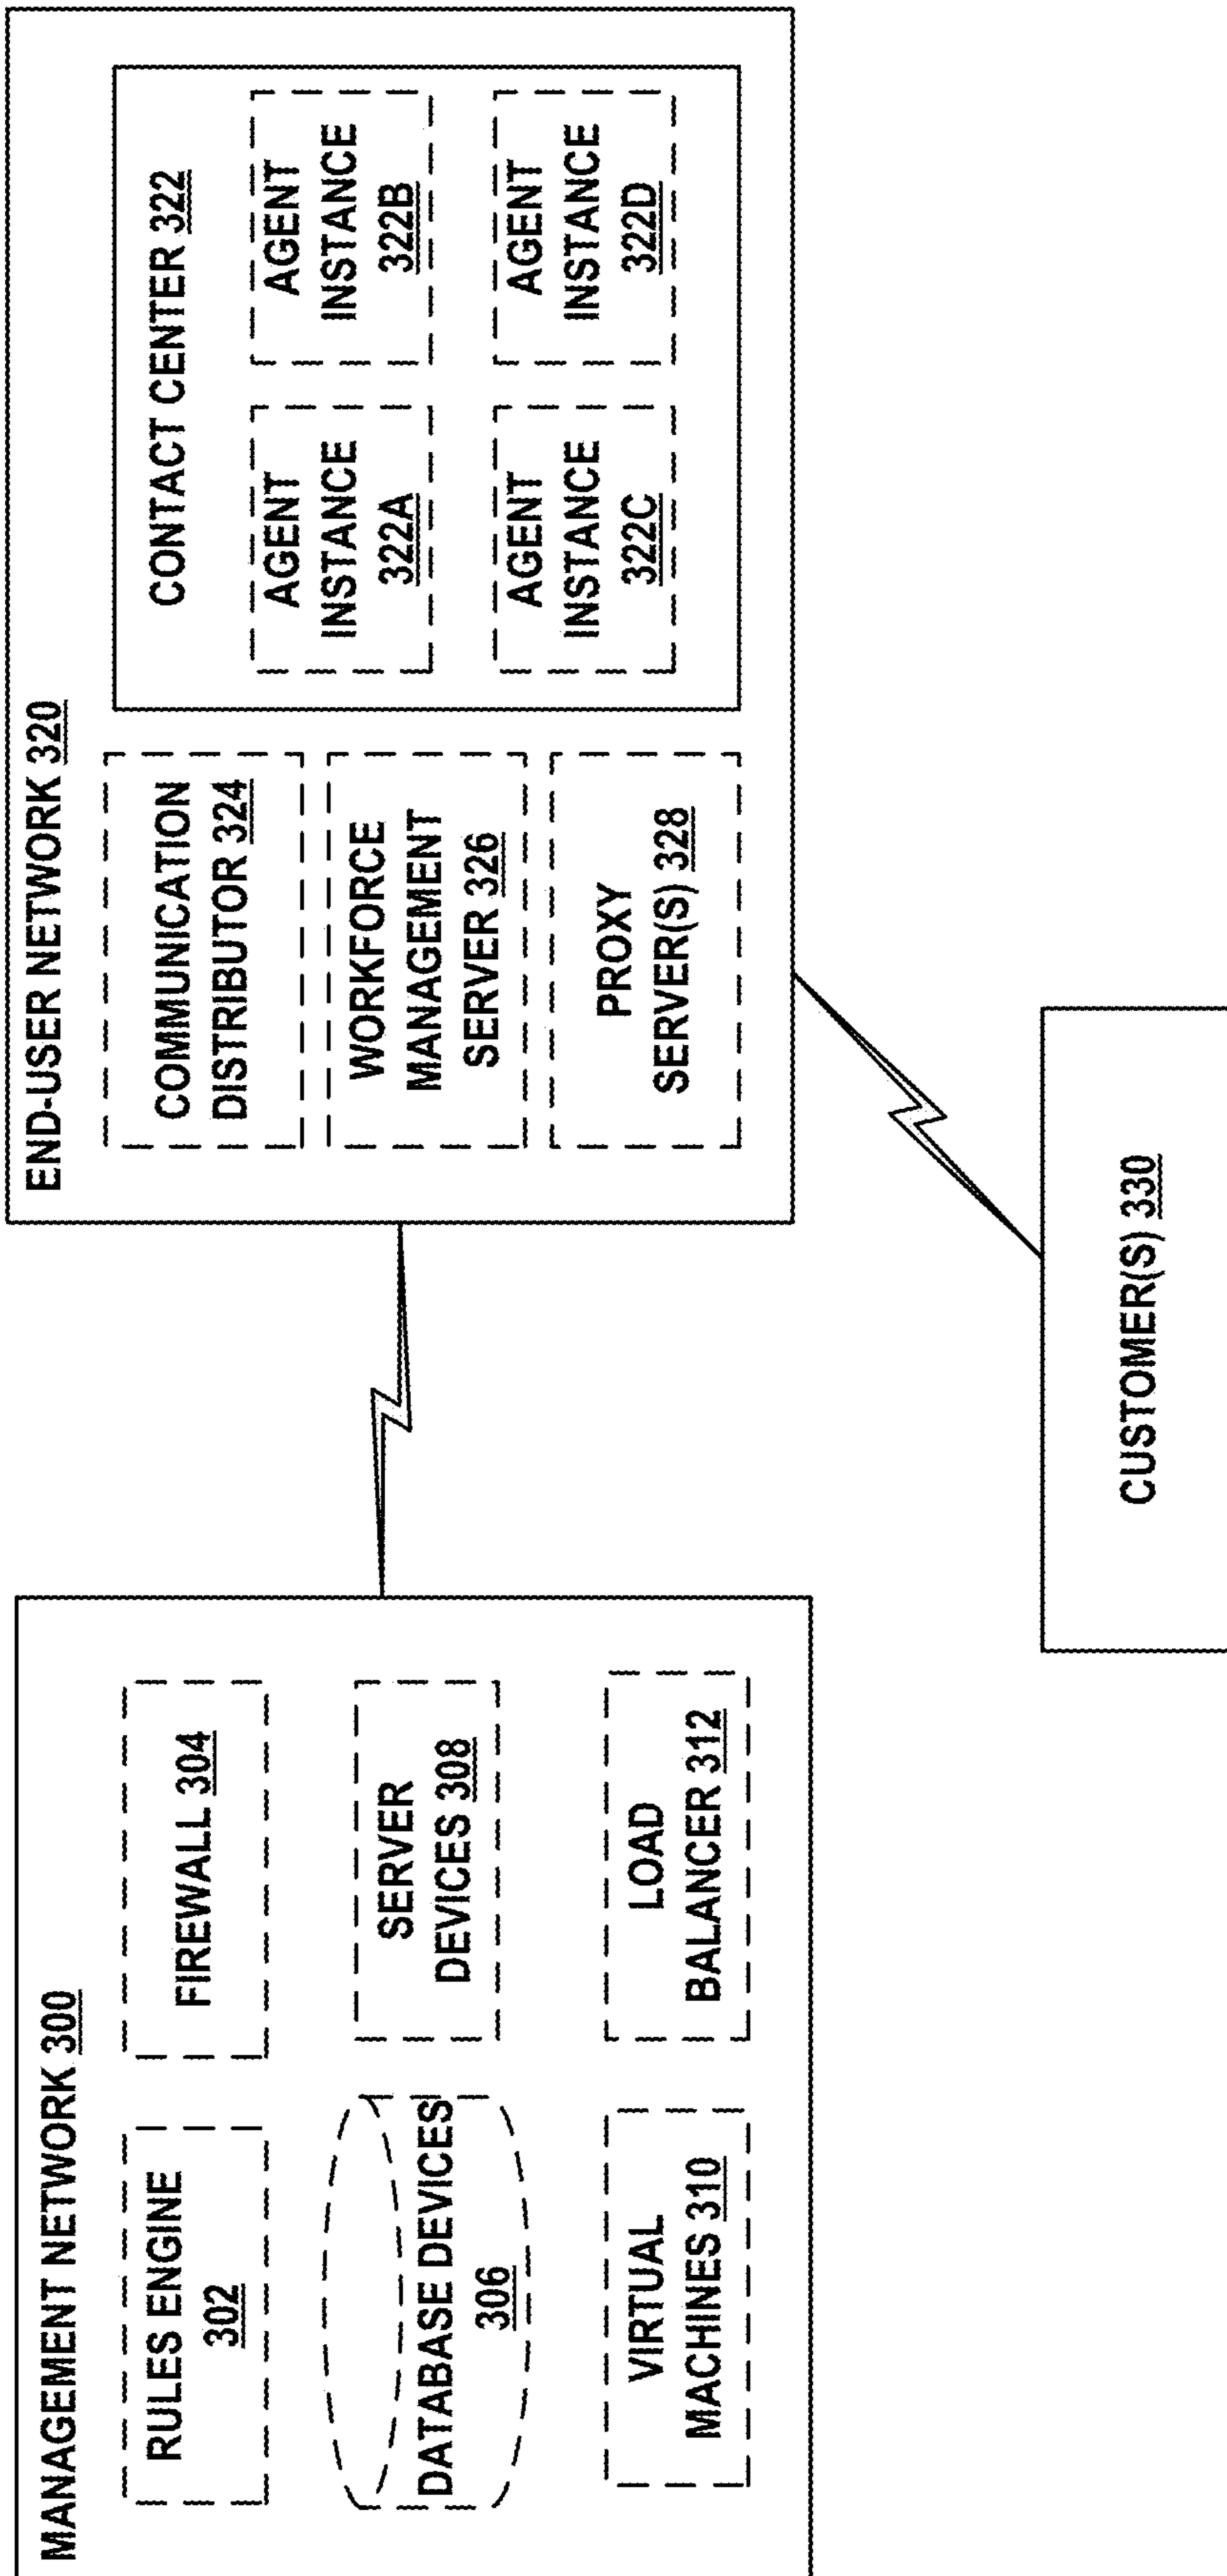 MANAGEMENT NETWORK 300
RULES ENGINE
302
FIREWALL 304
DATABASE DEVICES
306
SERVER
DEVICES 308
VIRTUAL
MACHINES 310
LOAD
BALANCER 312
END-USER NETWORK 320
COMMUNICATION
DISTRIBUTOR 324
WORKFORCE
MANAGEMENT
SERVER 326
PROXY
SERVER(S) 328
CONTACT CENTER 322
AGENT
INSTANCE
322A
AGENT
INSTANCE
322B
AGENT
INSTANCE
322C
AGENT
INSTANCE
322D
CUSTOMER(S) 330